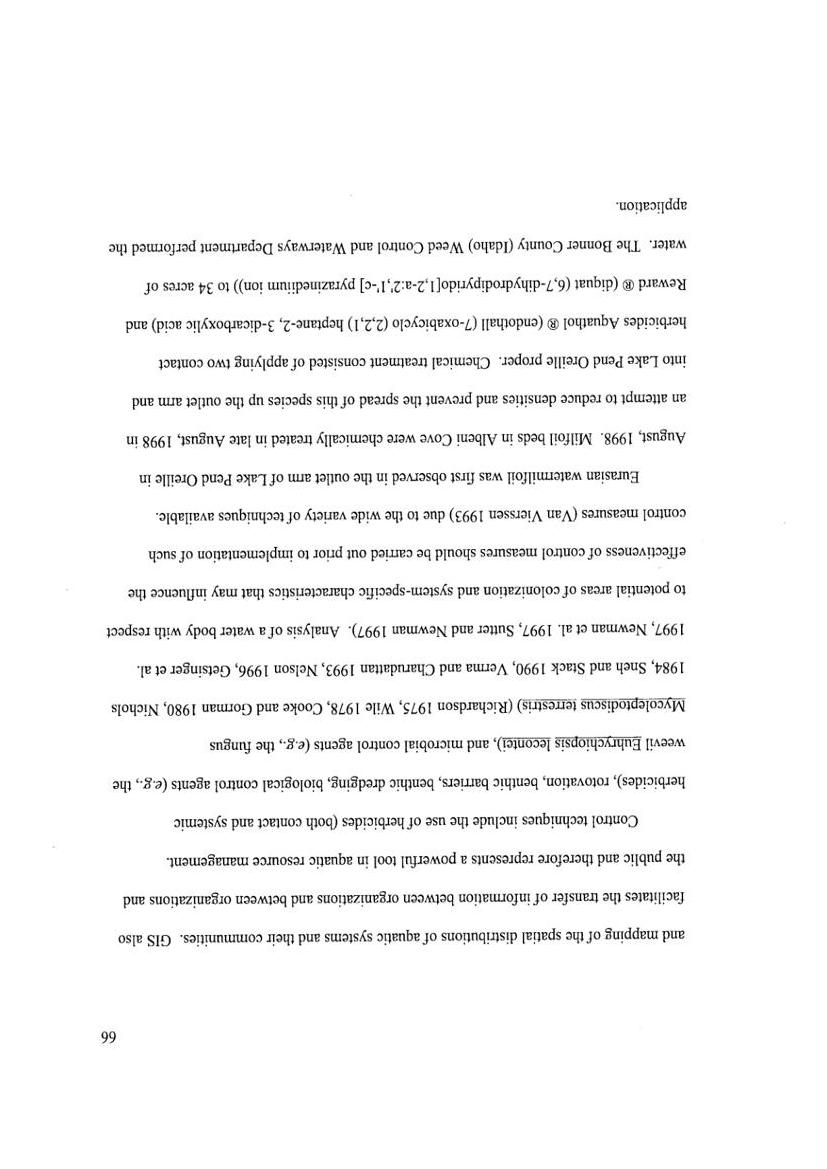 66
and mapping of the spatial distributions of aquatic systems and their communities. GIS also
facilitates the transfer of information between organizations and between organizations and
the public and therefore represents a powerful tool in aquatic resource management.
Control techniques include the use of herbicides (both contact and systemic
herbicides), rotovation, benthic barriers, benthic dredging, biological control agents (e.g., the
weevil Euhrychiopsis lecontei), and microbial control agents (e.g., the fungus
Mycoleptodiscus terrestris) (Richardson 1975, Wile 1978, Cooke and Gorman 1980, Nichols
1984, Sneh and Stack 1990, Verma and Charudattan 1993, Nelson 1996, Getsinger et al.
1997, Newman et al. 1997, Sutter and Newman 1997). Analysis of a water body with respect
to potential areas of colonization and system-specific characteristics that may influence the
effectiveness of control measures should be carried out prior to implementation of such
control measures (Van Vierssen 1993) due to the wide variety of techniques available.
Eurasian watermilfoil was first observed in the outlet arm of Lake Pend Oreille in
August, 1998. Milfoil beds in Albeni Cove were chemically treated in late August, 1998 in
an attempt to reduce densities and prevent the spread of this species up the outlet arm and
into Lake Pend Oreille proper. Chemical treatment consisted of applying two contact
herbicides Aquathol ® (endothall (7-oxabicyclo (2,2,1) heptane-2, 3-dicarboxylic acid) and
Reward ® (diquat (6,7-dihydrodipyrido[1,2-a:2',1'-c] pyrazinediium ion)) to 34 acres of
water. The Bonner County (Idaho) Weed Control and Waterways Department performed the
application.